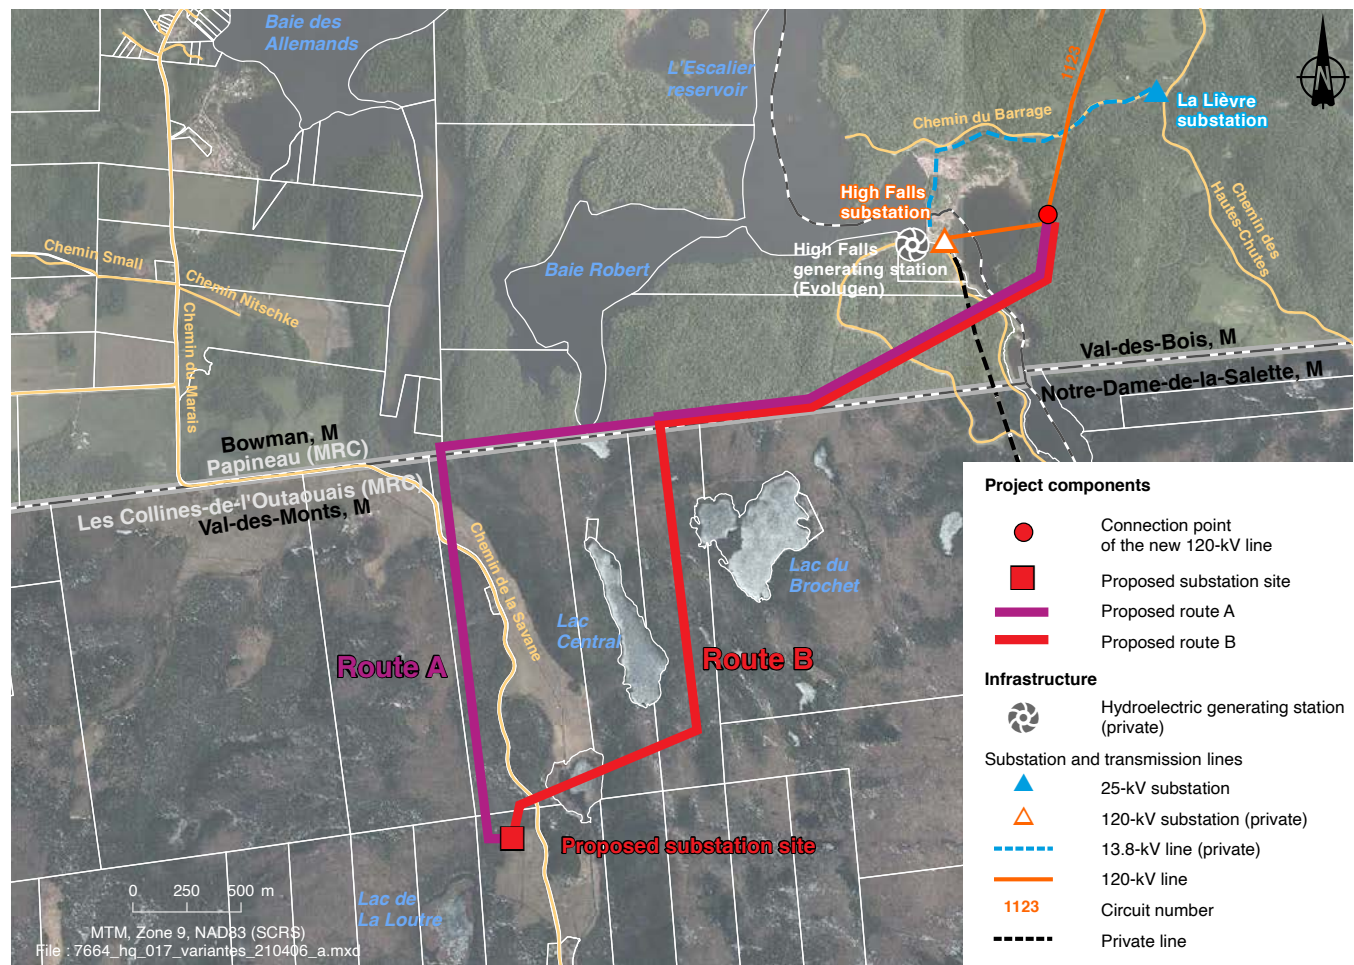 Baie des
Allemands
L'Escalier
reservoir
1123
Chemin du Barrage
La Lièvre
substation
High Falls
substation
Chemin des
Hautes-Chutes
High Falls
generating station
(Evolugen)
Baie Robert
Chemin Small
Chemin Nitschke
Chemin du Marais
Val-des-Bois, M
Notre-Dame-de-la-Salette, M
Bowman, M
Papineau (MRC)
Les Collines-de-l'Outaouais (MRC)
Val-des-Monts, M
Chemin de la Savane
Lac du
Brochet
Lac
Central
Route A
Route B
Proposed substation site
Lac de
La Loutre
0 250 500 m
MTM, Zone 9, NAD83 (SCRS)
File : 7664_hq_017_variantes_210406_a.mxd
N
Project components
Connection point
of the new 120-kV line
Proposed substation site
Proposed route A
Proposed route B
Infrastructure
Hydroelectric generating station
(private)
Substation and transmission lines
25-kV substation
120-kV substation (private)
13.8-kV line (private)
120-kV line
1123 Circuit number
Private line